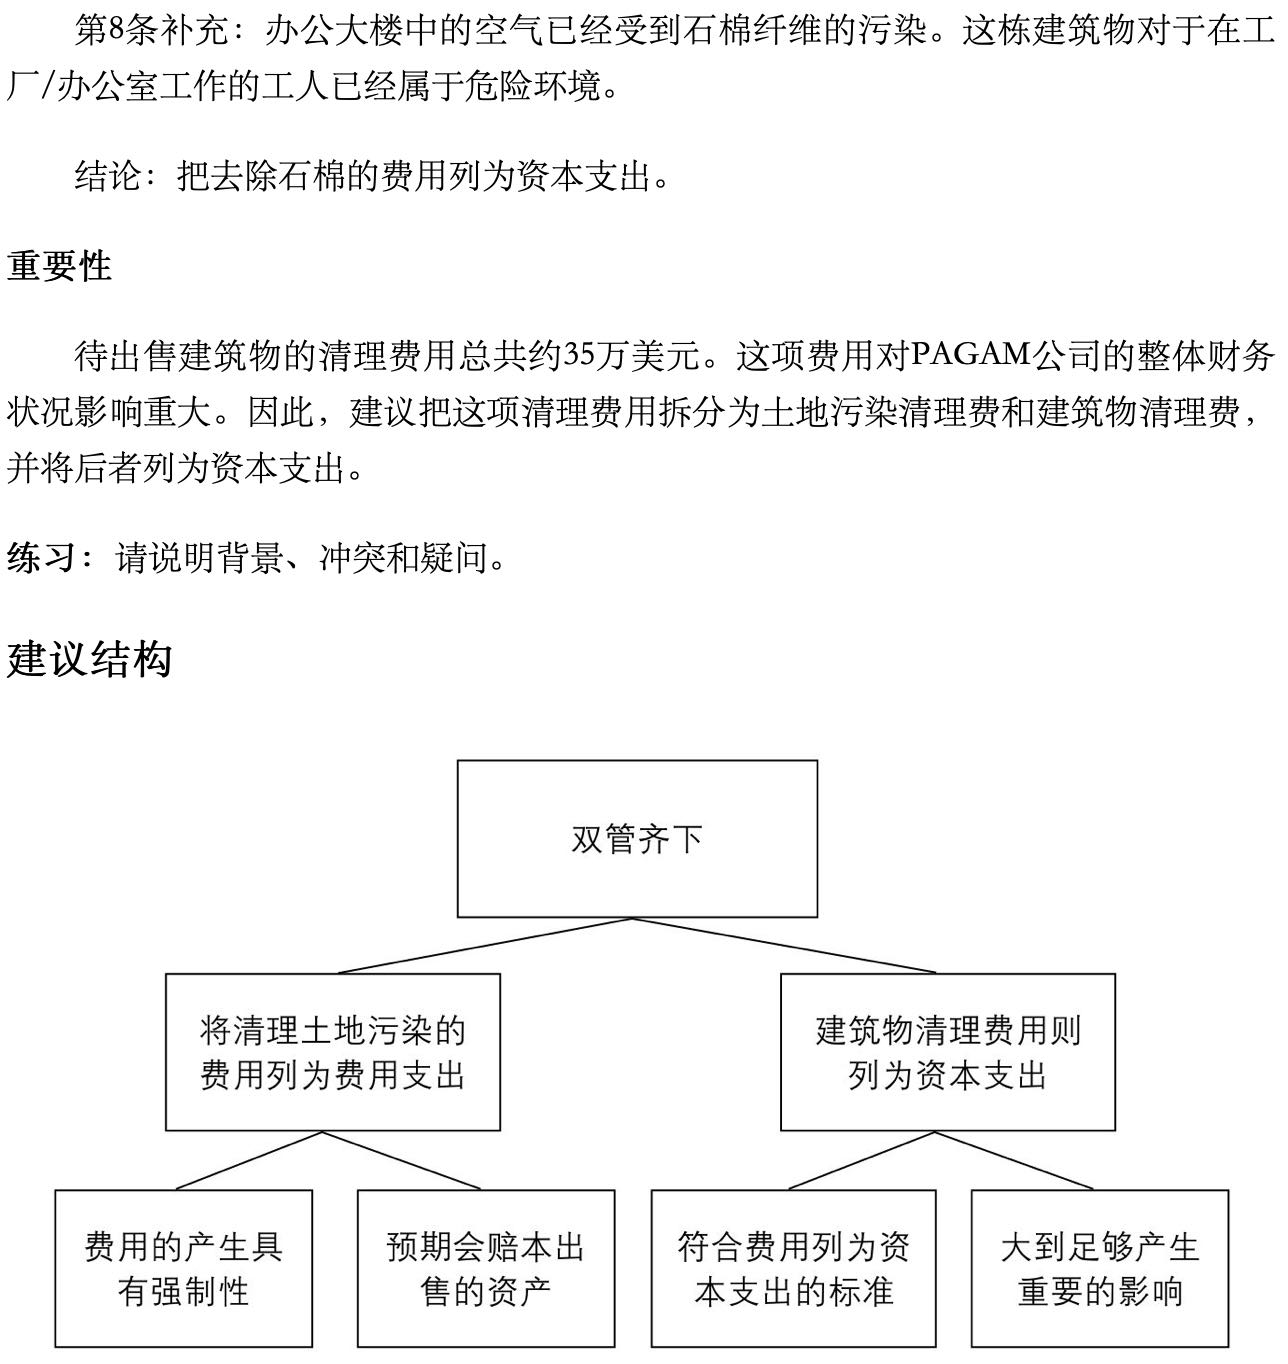 第8条补充：办公大楼中的空气已经受到石棉纤维的污染。这栋建筑物对于在工
厂/办公室工作的工人已经属于危险环境。
结论：把去除石棉的费用列为资本支出。
重要性
待出售建筑物的清理费用总共约35万美元。这项费用对PAGAM公司的整体财务
状况影响重大。因此，建议把这项清理费用拆分为土地污染清理费和建筑物清理费，
并将后者列为资本支出。
练习：请说明背景、冲突和疑问。
建议结构
双管齐下
将清理土地污染的
费用列为费用支出
建筑物清理费用则
列为资本支出
费用的产生具
有强制性
预期会赔本出
售的资产
符合费用列为资
本支出的标准
大到足够产生
重要的影响